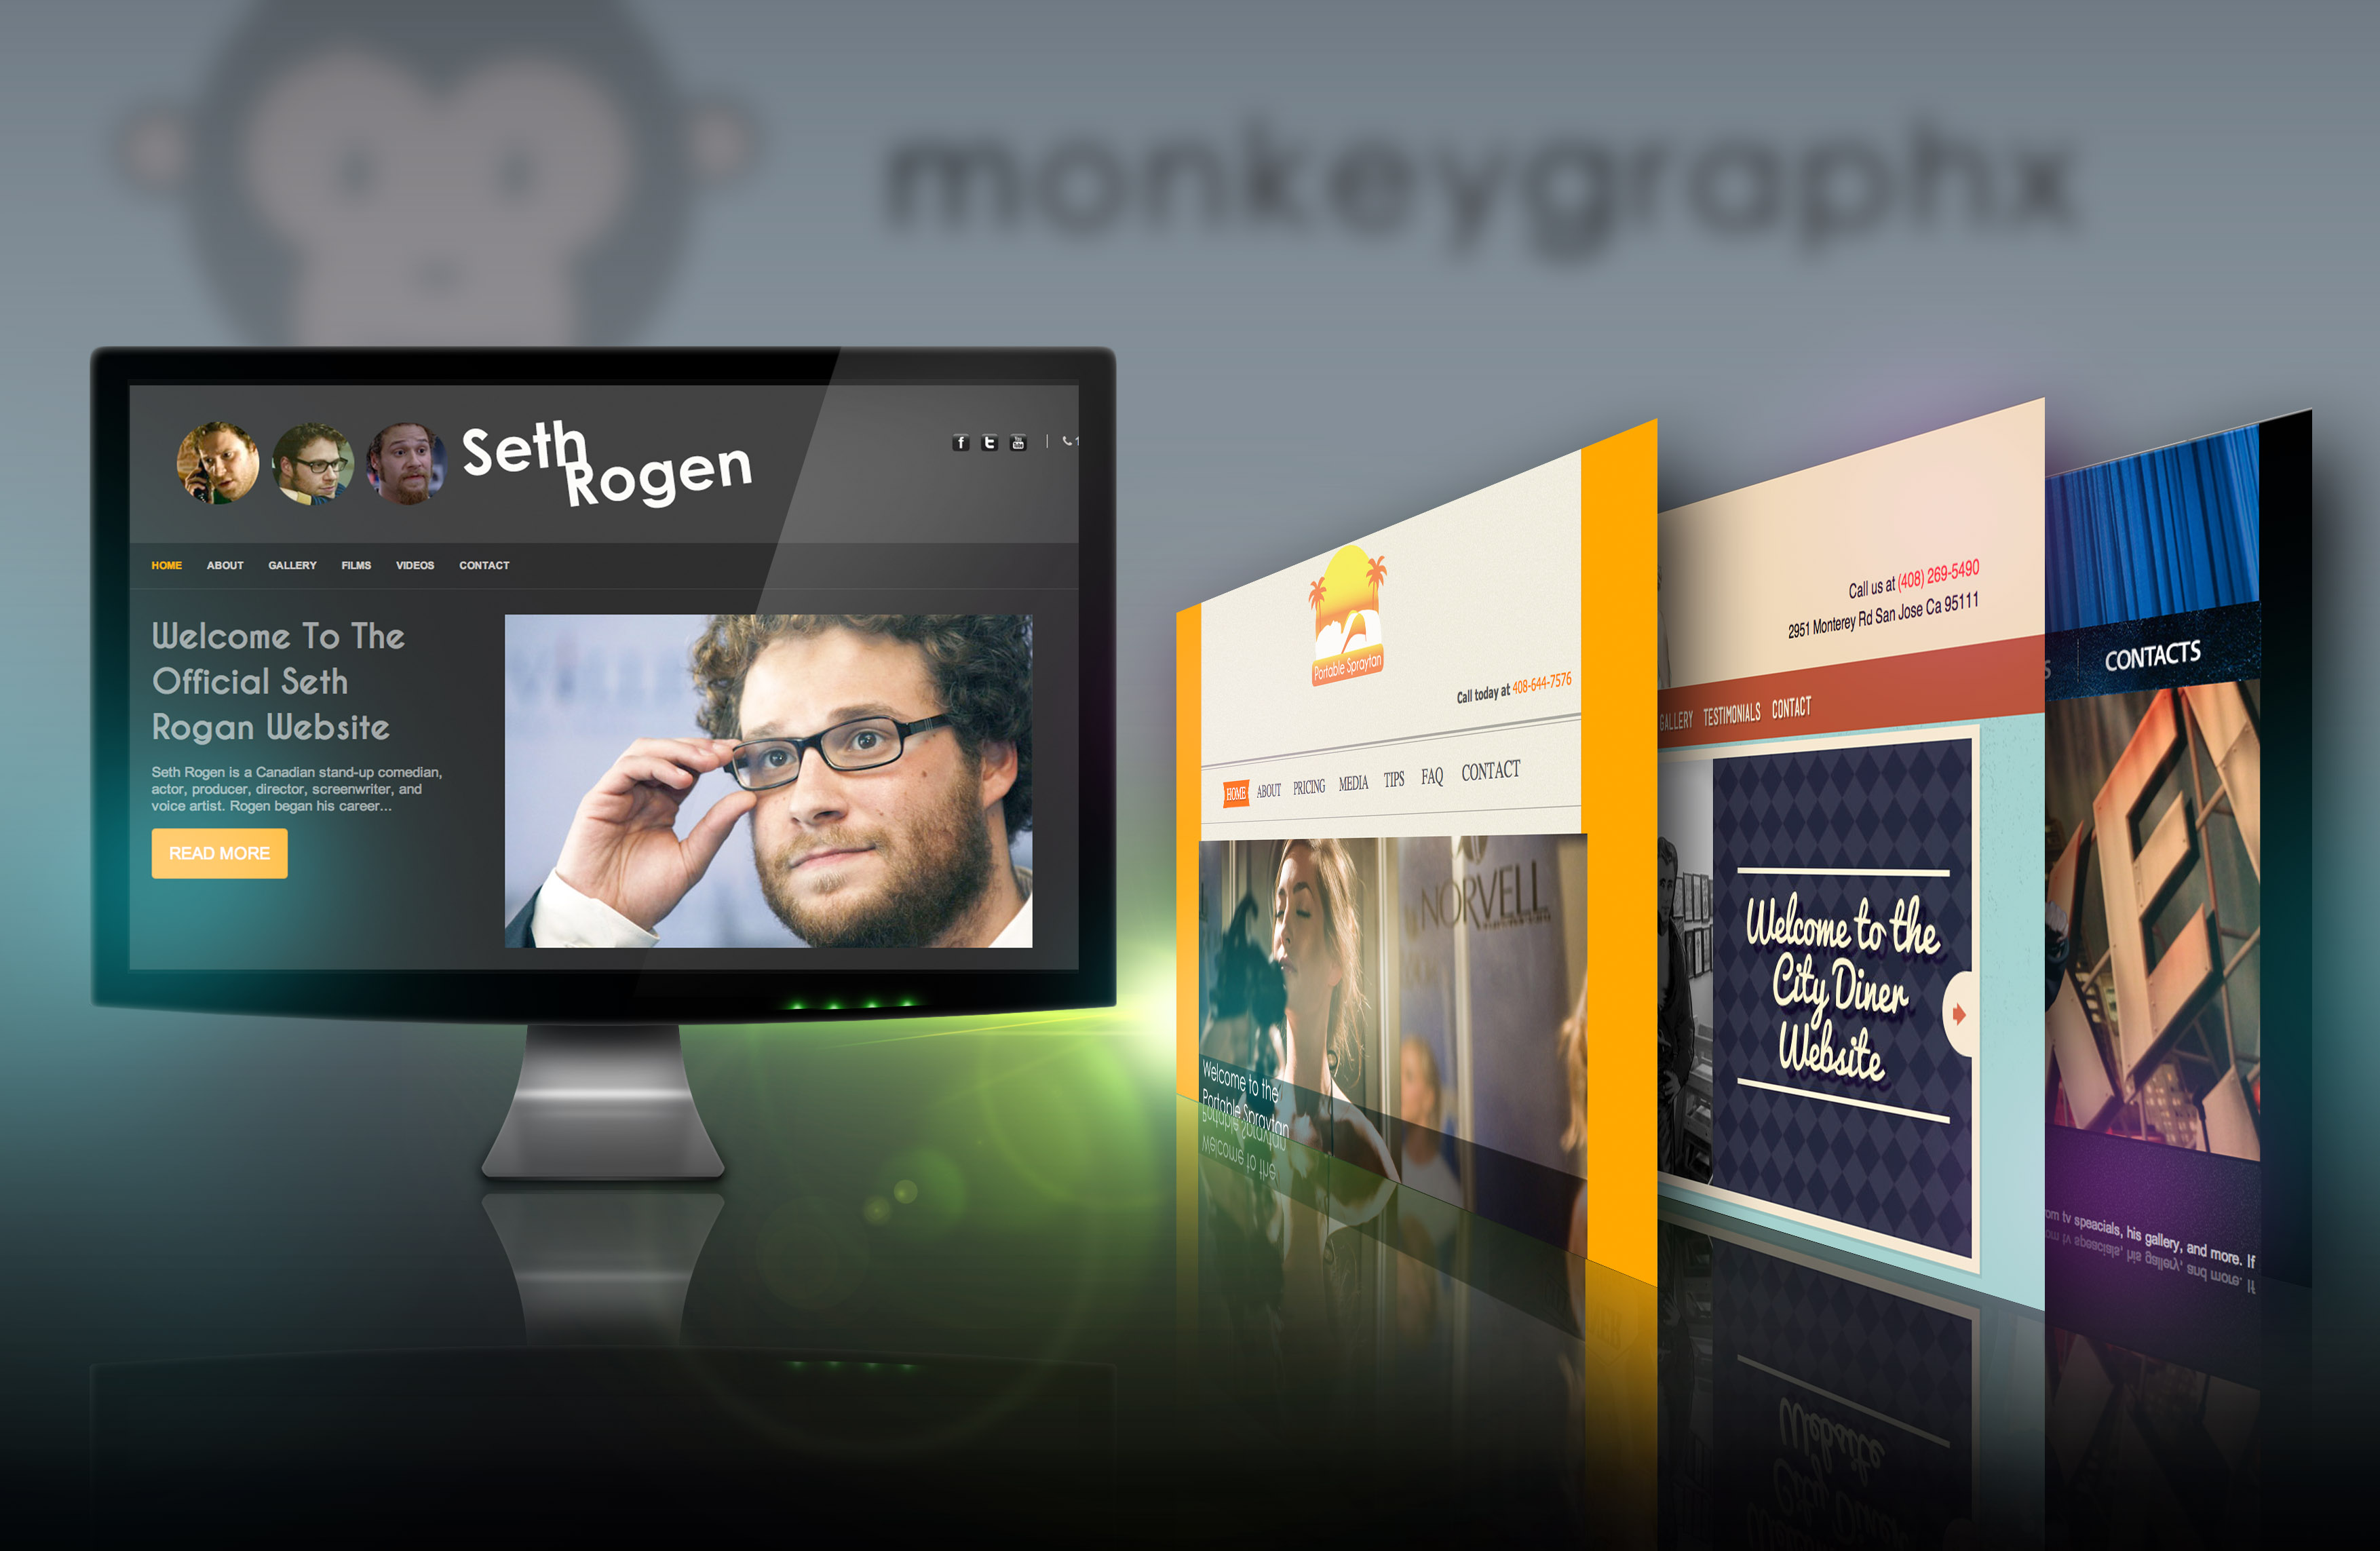 monkeygraphx
Seth
Rogen
HOME ABOUT GALLERY FILMS VIDEOS CONTACT
Welcome To The
Official Seth
Rogan Website
Seth Rogen is a Canadian stand-up comedian,
actor, producer, director, screenwriter, and
voice artist. Rogen began his career...
READ MORE
Portable Spraytan
Call today at 408-644-7576
HOME ABOUT PRICING MEDIA TIPS FAQ CONTACT
NORVELL
Welcome to the
Portable Spraytan
Call us at (408) 269-5490
2951 Monterey Rd San Jose Ca 95111
GALLERY TESTIMONIALS CONTACT
Welcome to the
City Diner
Website
CONTACTS
om tv speacials, his gallery, and more. If